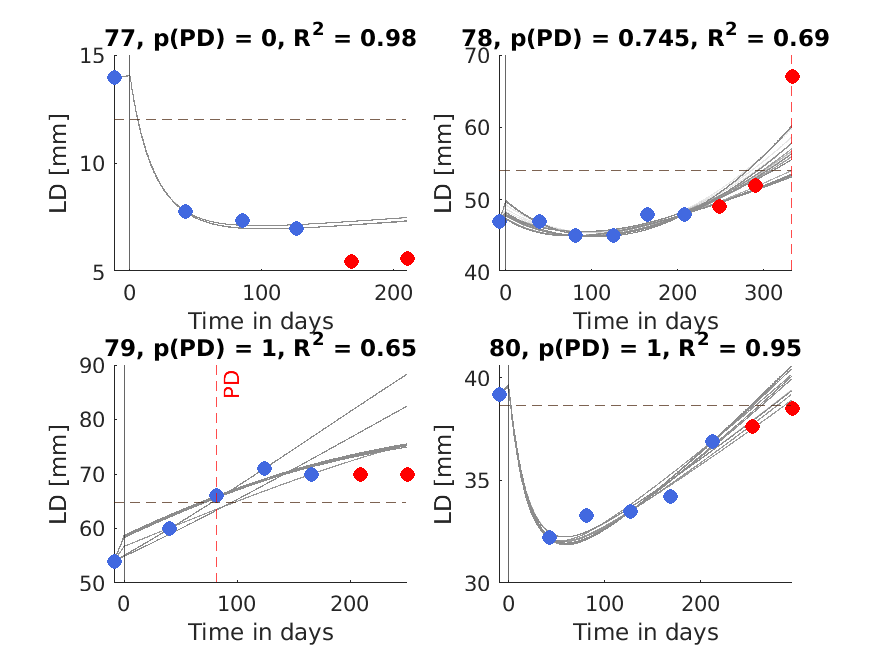 77, p(PD) = 0, R² = 0.98
LD [mm]
15
10
5
0
100
200
Time in days
78, p(PD) = 0.745, R² = 0.69
LD [mm]
70
60
50
40
0
100
200
300
Time in days
79, p(PD) = 1, R² = 0.65
LD [mm]
90
80
70
60
50
PD
0
100
200
Time in days
80, p(PD) = 1, R² = 0.95
LD [mm]
40
35
30
0
100
200
Time in days